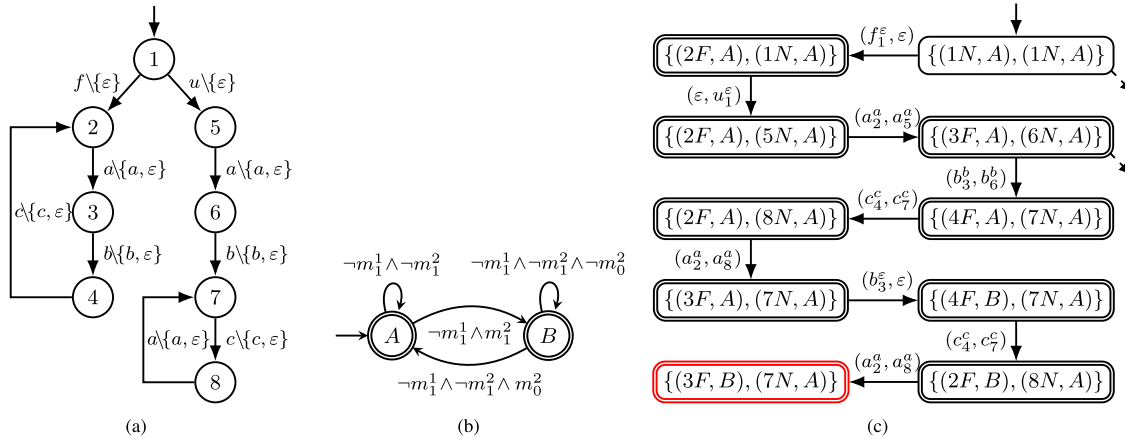 1
f\{ε}
u\{ε}
2
5
a\{a, ε}
a\{a, ε}
c\{c, ε}
3
6
b\{b, ε}
b\{b, ε}
4
7
a\{a, ε}
c\{c, ε}
8
(a)
¬m₁¹∧¬m₁²
¬m₁¹∧¬m₁²∧¬m₀²
A
¬m₁¹∧m₁²
B
¬m₁¹∧¬m₁²∧m₀²
(b)
{(2F, A), (1N, A)}
(f₁^ε, ε)
{(1N, A), (1N, A)}
(ε, u₁^ε)
{(2F, A), (5N, A)}
(a₂^a, a₅^a)
{(3F, A), (6N, A)}
(b₃^b, b₆^b)
{(2F, A), (8N, A)}
(c₄^c, c₇^c)
{(4F, A), (7N, A)}
(a₂^a, a₈^a)
{(3F, A), (7N, A)}
(b₃^ε, ε)
{(4F, B), (7N, A)}
(c₄^c, c₇^c)
{(3F, B), (7N, A)}
(a₂^a, a₈^a)
{(2F, B), (8N, A)}
(c)